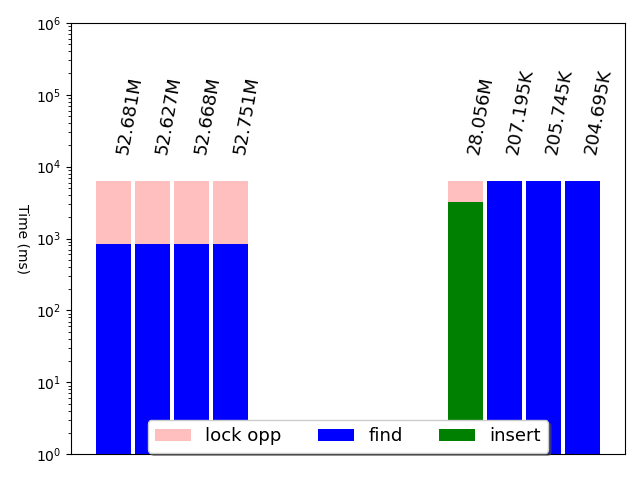 10^6
10^5
10^4
10^3
10^2
10^1
10^0
Time (ms)
52.681M
52.627M
52.668M
52.751M
28.056M
207.195K
205.745K
204.695K
lock opp
find
insert